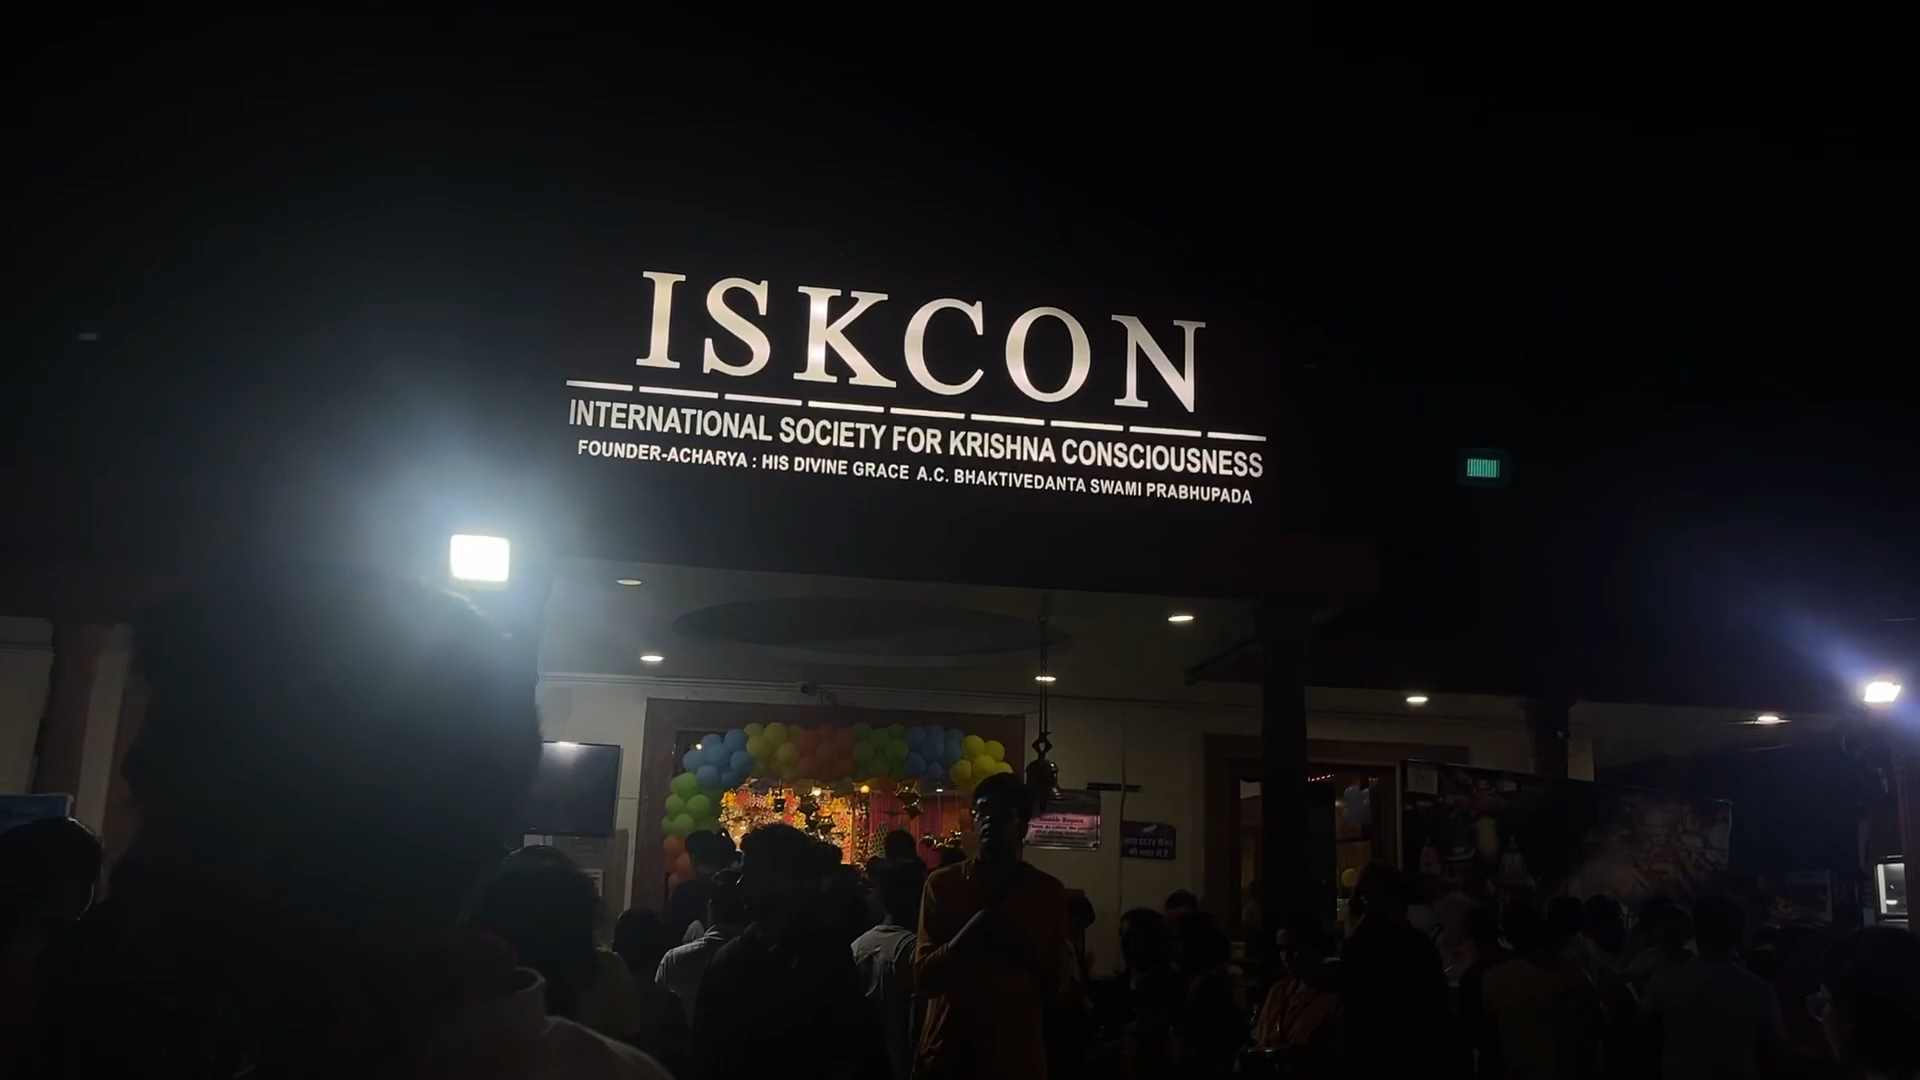 ISKCON
INTERNATIONAL SOCIETY FOR KRISHNA CONSCIOUSNESS
FOUNDER-ACHARYA : HIS DIVINE GRACE A.C. BHAKTIVEDANTA SWAMI PRABHUPADA